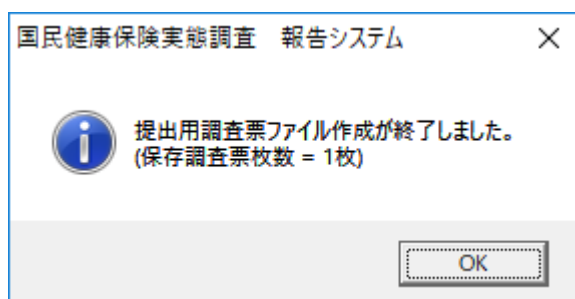 国民健康保険実態調査　報告システム
提出用調査票ファイル作成が終了しました。
(保存調査票枚数 = 1枚)
OK